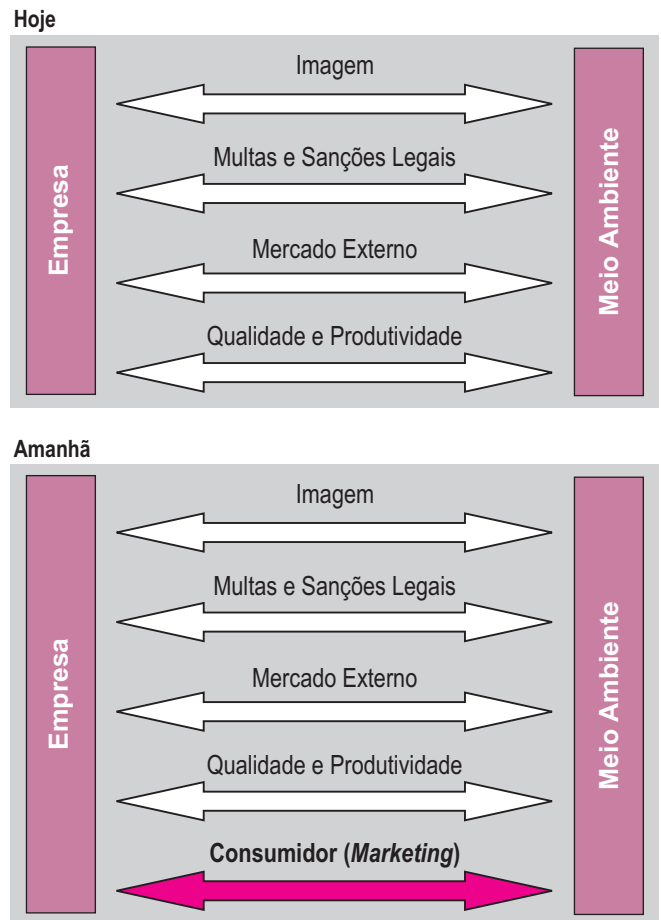 Hoje
Empresa
Imagem
Multas e Sanções Legais
Mercado Externo
Qualidade e Produtividade
Meio Ambiente
Amanhã
Empresa
Imagem
Multas e Sanções Legais
Mercado Externo
Qualidade e Produtividade
Consumidor (Marketing)
Meio Ambiente